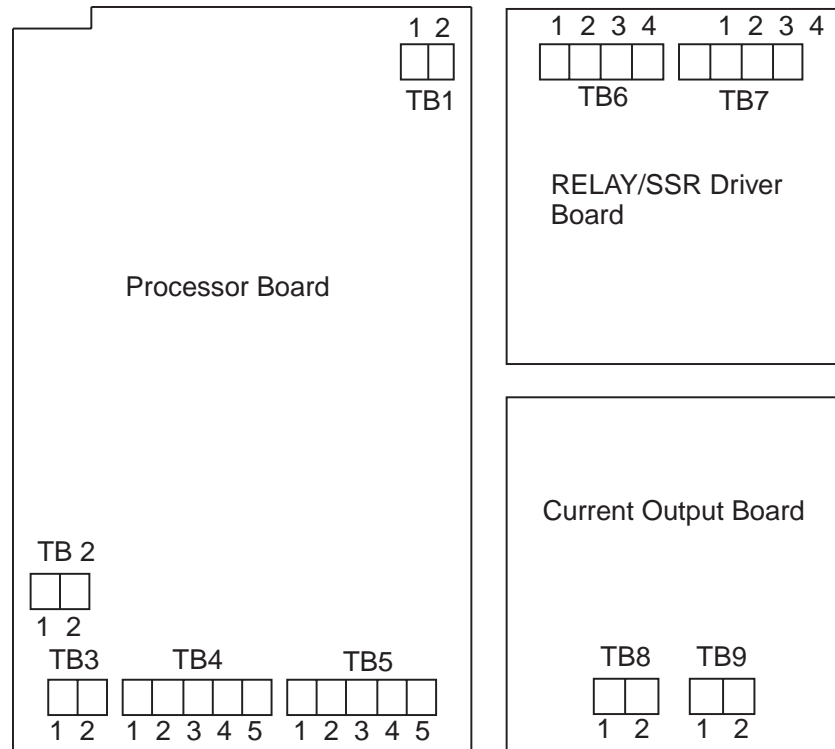 1 2
TB1
Processor Board
TB 2
1 2
TB3 TB4 TB5
1 2 1 2 3 4 5 1 2 3 4 5
1 2 3 4 1 2 3 4
TB6 TB7
RELAY/SSR Driver
Board
Current Output Board
TB8 TB9
1 2 1 2